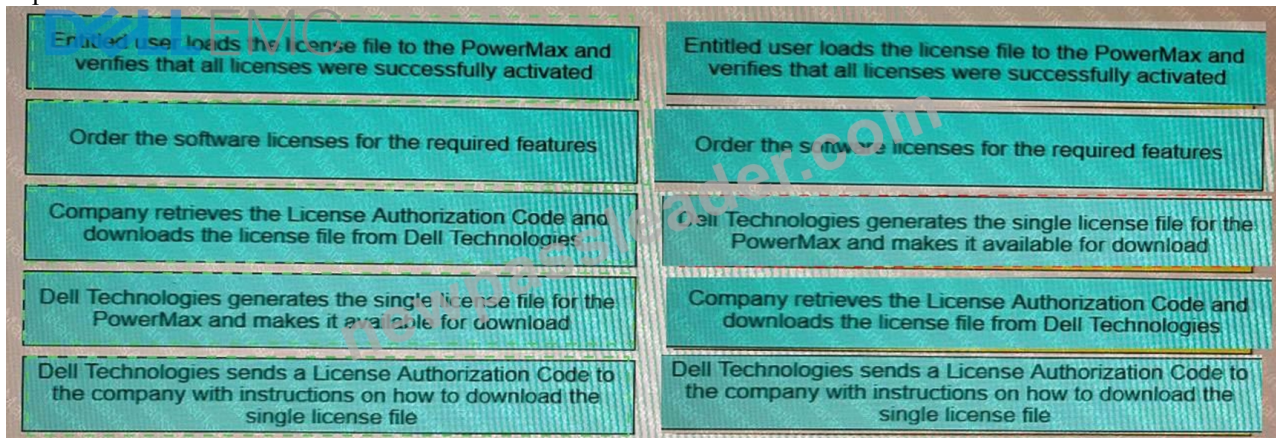 DELL EMC
Entitled user loads the license file to the PowerMax and
verifies that all licenses were successfully activated
Order the software licenses for the required features
Company retrieves the License Authorization Code and
downloads the license file from Dell Technologies
Dell Technologies generates the single license file for the
PowerMax and makes it available for download
Dell Technologies sends a License Authorization Code to
the company with instructions on how to download the
single license file
Entitled user loads the license file to the PowerMax and
verifies that all licenses were successfully activated
Order the software licenses for the required features
Dell Technologies generates the single license file for the
PowerMax and makes it available for download
Company retrieves the License Authorization Code and
downloads the license file from Dell Technologies
Dell Technologies sends a License Authorization Code to
the company with instructions on how to download the
single license file
newpassleader.com